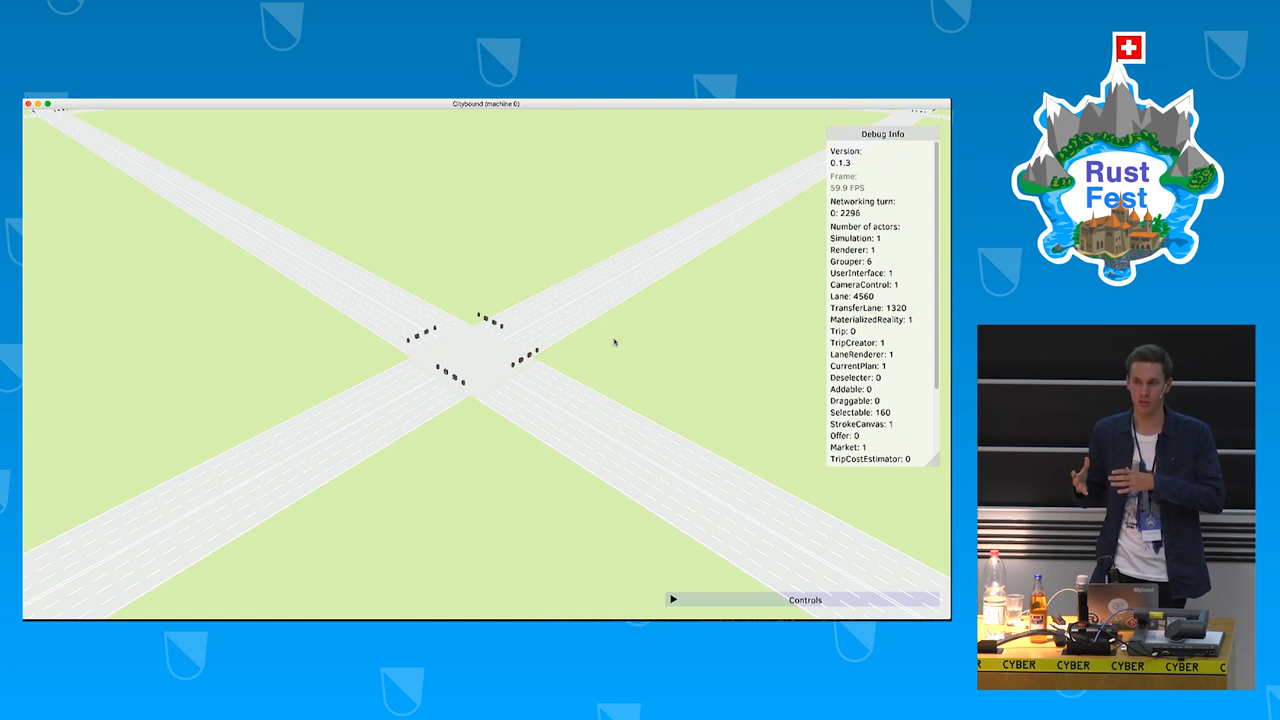 Citybound (machine 0)
Debug Info
Version:
0.1.3
Frame:
59.9 FPS
Networking turn:
0: 2296
Number of actors:
Simulation: 1
Renderer: 1
Grouper: 6
UserInterface: 1
CameraControl: 1
Lane: 4560
TransferLane: 1320
MaterializedReality: 1
Trip: 0
TripCreator: 1
LaneRenderer: 1
CurrentPlan: 1
Deselecter: 0
Addable: 0
Draggable: 0
Selectable: 160
StrokeCanvas: 1
Offer: 0
Market: 1
TripCostEstimator: 0
Controls
Rust
Fest
CYBER CYBER CYBER CYBER